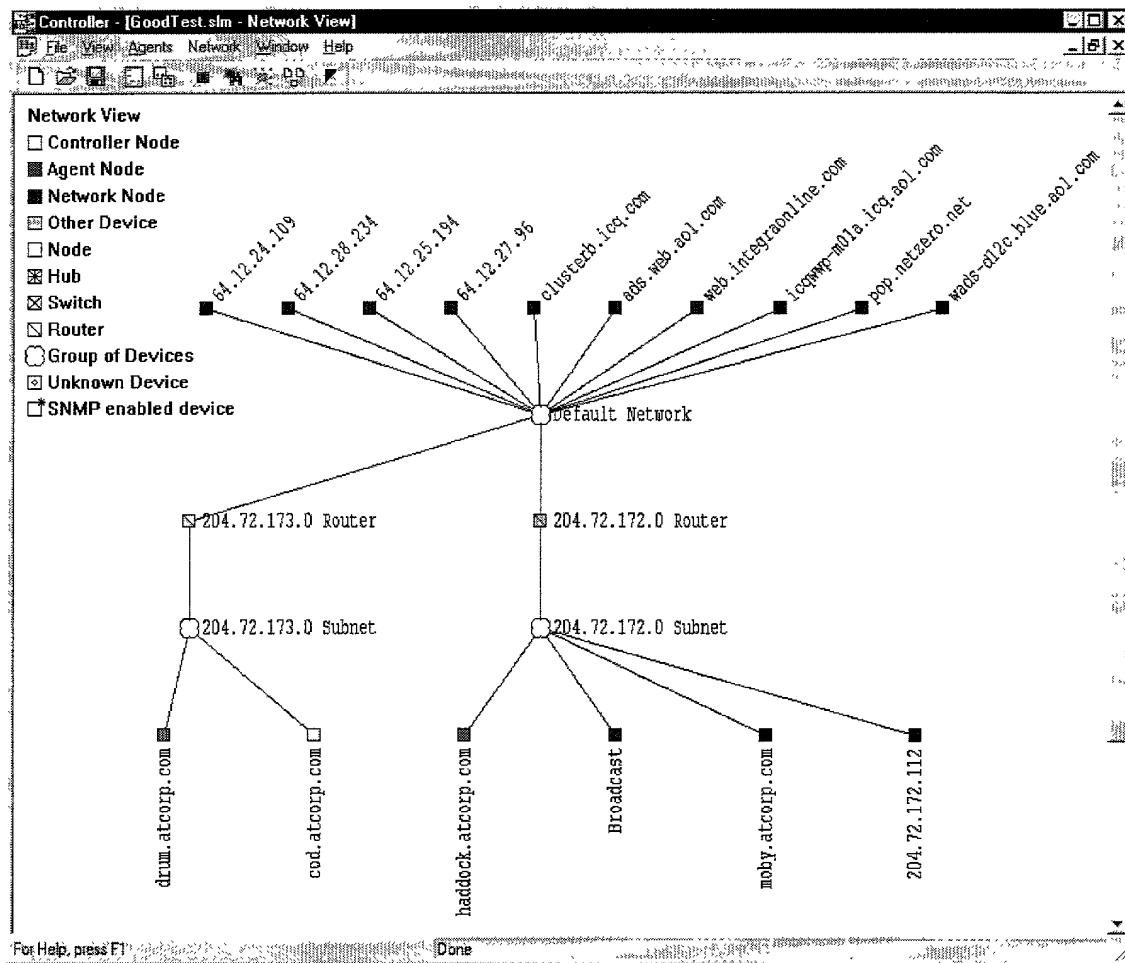 Controller - [GoodTest.slm - Network View]
File View Agents Network Window Help
Network View
Controller Node
Agent Node
Network Node
Other Device
Node
Hub
Switch
Router
Group of Devices
Unknown Device
SNMP enabled device
64.12.24.109
64.12.28.234
64.12.25.194
64.12.27.96
clusterb.icq.com
ads.web.aol.com
web.integraonline.com
icqwwp-m01a.icq.aol.com
pop.netzero.net
wads-d12c.blue.aol.com
Default Network
204.72.173.0 Router
204.72.172.0 Router
204.72.173.0 Subnet
204.72.172.0 Subnet
drum.atcorp.com
cod.atcorp.com
haddock.atcorp.com
Broadcast
moby.atcorp.com
204.72.172.112
For Help, press F1
Done